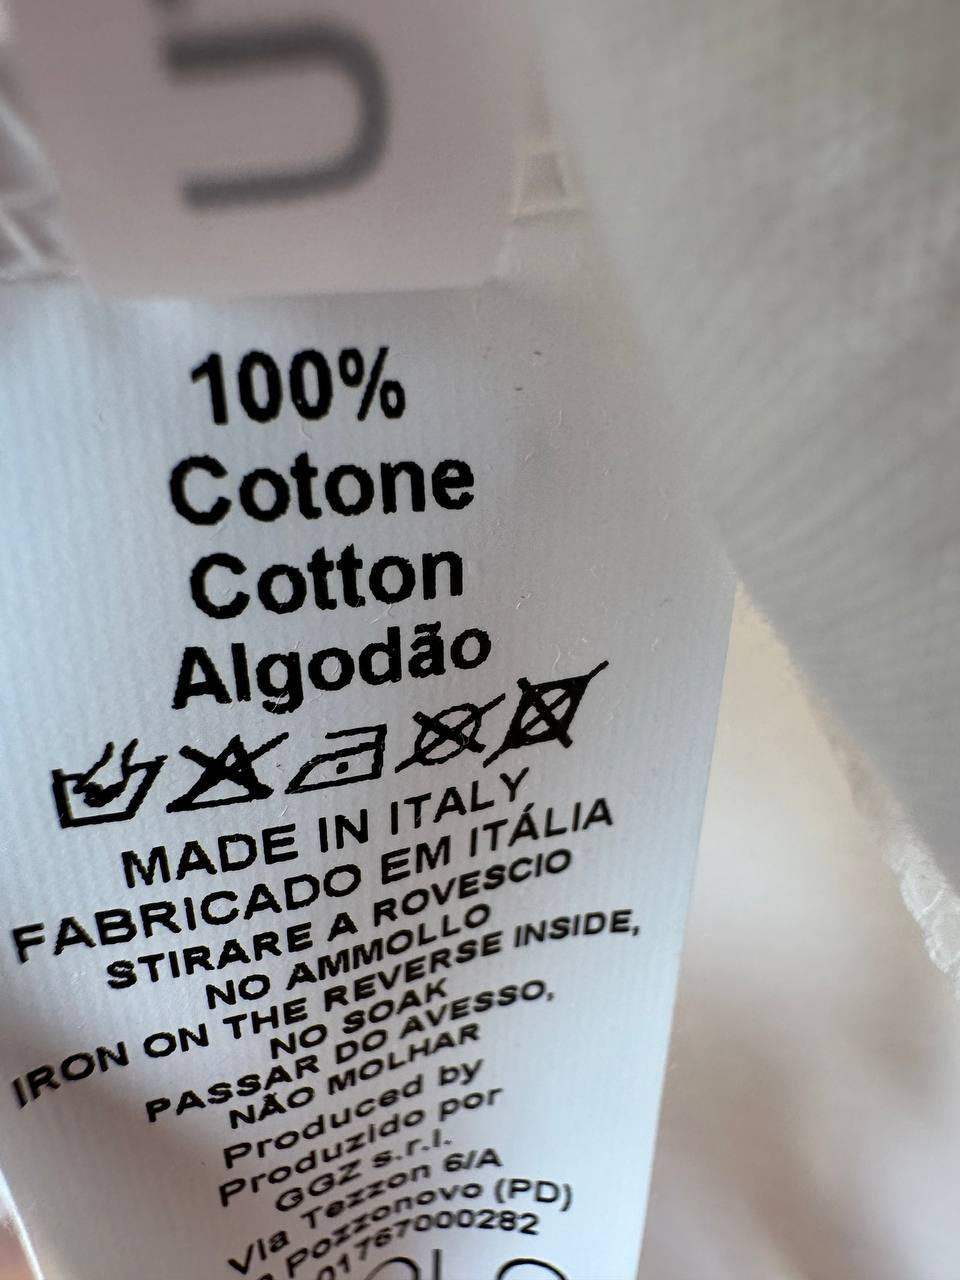 100%
Cotone
Cotton
Algodão
MADE IN ITALY
FABRICADO EM ITÁLIA
STIRARE A ROVESCIO
NO AMMOLLO
IRON ON THE REVERSE INSIDE,
NO SOAK
PASSAR DO AVESSO,
NÃO MOLHAR
Produced by
Produzido por
GGZ s.r.l.
Via Tezzon 6/A
Pozzonovo (PD)
01767000282